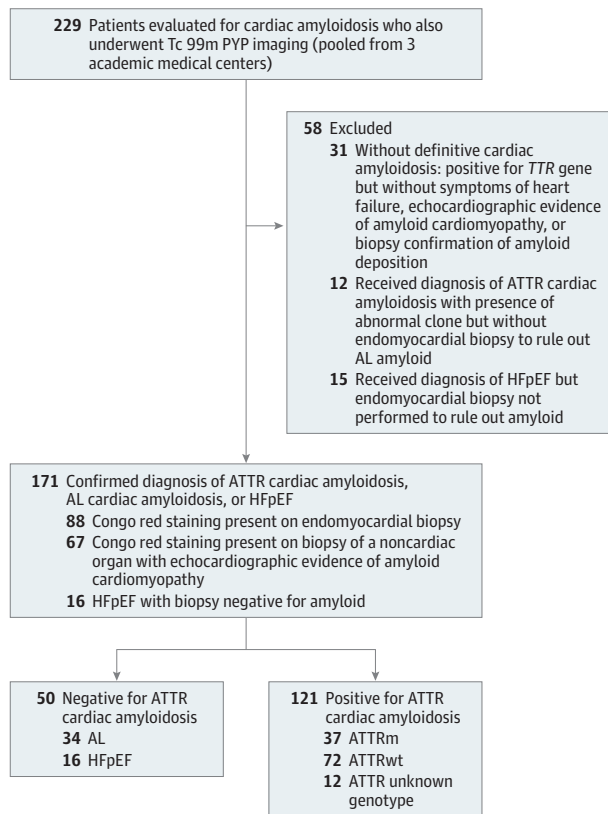 229 Patients evaluated for cardiac amyloidosis who also
underwent Tc 99m PYP imaging (pooled from 3
academic medical centers)
58 Excluded
31 Without definitive cardiac
amyloidosis: positive for TTR gene
but without symptoms of heart
failure, echocardiographic evidence
of amyloid cardiomyopathy, or
biopsy confirmation of amyloid
deposition
12 Received diagnosis of ATTR cardiac
amyloidosis with presence of
abnormal clone but without
endomyocardial biopsy to rule out
AL amyloid
15 Received diagnosis of HFpEF but
endomyocardial biopsy not
performed to rule out amyloid
171 Confirmed diagnosis of ATTR cardiac amyloidosis,
AL cardiac amyloidosis, or HFpEF
88 Congo red staining present on endomyocardial biopsy
67 Congo red staining present on biopsy of a noncardiac
organ with echocardiographic evidence of amyloid
cardiomyopathy
16 HFpEF with biopsy negative for amyloid
50 Negative for ATTR
cardiac amyloidosis
34 AL
16 HFpEF
121 Positive for ATTR
cardiac amyloidosis
37 ATTRm
72 ATTRwt
12 ATTR unknown
genotype